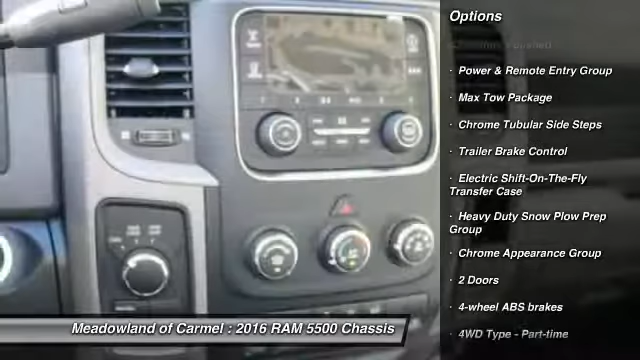 Options
· Power & Remote Entry Group
· Max Tow Package
· Chrome Tubular Side Steps
· Trailer Brake Control
· Electric Shift-On-The-Fly
Transfer Case
· Heavy Duty Snow Plow Prep
Group
· Chrome Appearance Group
· 2 Doors
· 4-wheel ABS brakes
· 4WD Type - Part-time
Meadowland of Carmel : 2016 RAM 5500 Chassis